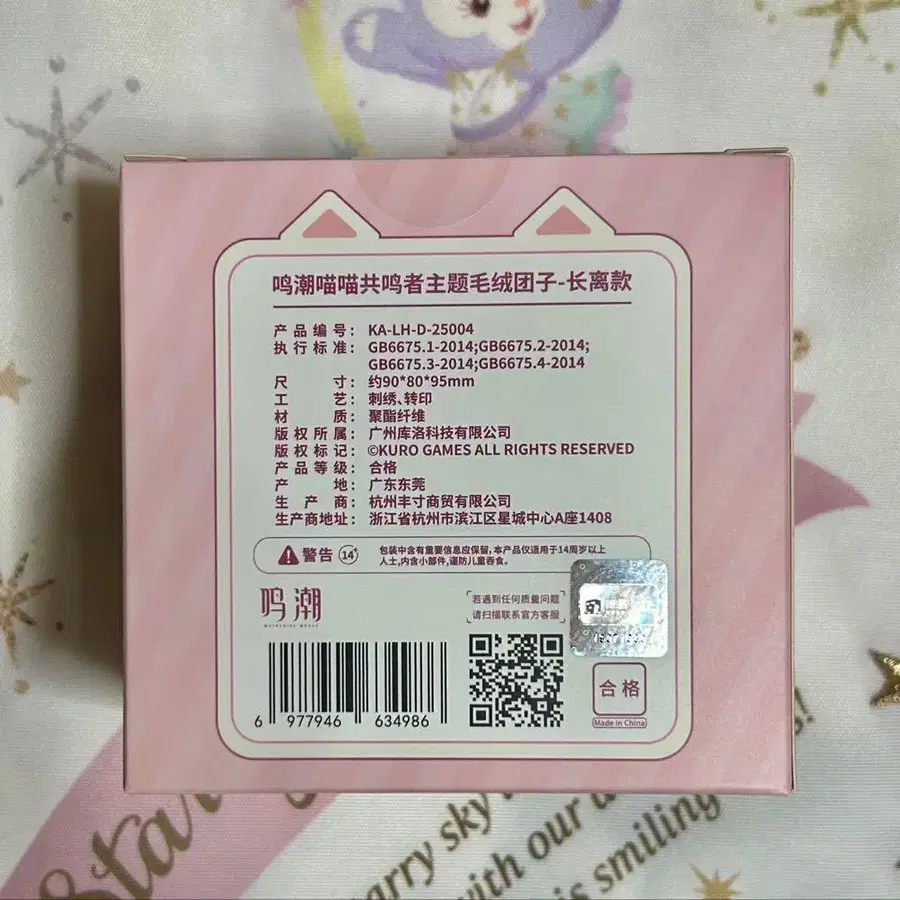 鸣潮喵喵共鸣者主题毛绒团子-长离款
产品编号： KA-LH-D-25004
执行标准： GB6675.1-2014;GB6675.2-2014;
GB6675.3-2014;GB6675.4-2014
尺寸： 约90*80*95mm
工艺： 刺绣、转印
材质： 聚酯纤维
版权所属： 广州库洛科技有限公司
版权标记： ©KURO GAMES ALL RIGHTS RESERVED
产品等级： 合格
产地： 广东东莞
生产商： 杭州丰寸商贸有限公司
生产商地址： 浙江省杭州市滨江区星城中心A座1408
警告 14+ 包装中含有重要信息应保留,本产品仅适用于14周岁以上
人士,内含小部件,谨防儿童吞食。
鸣潮
WUTHERING WAVES
若遇到任何质量问题
请扫描联系官方客服
合格
Made in China
6 977946 634986
Star
arry sky
with our
is smiling